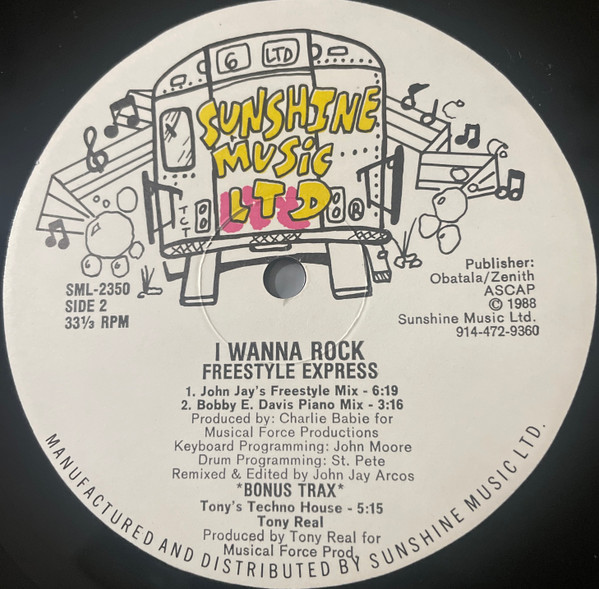 6 LTD
SUNSHINE
MUSIC
LTD
SML-2350
SIDE 2
33⅓ RPM
Publisher:
Obatala/Zenith
ASCAP
© 1988
Sunshine Music Ltd.
914-472-9360
I WANNA ROCK
FREESTYLE EXPRESS
1. John Jay's Freestyle Mix - 6:19
2. Bobby E. Davis Piano Mix - 3:16
Produced by: Charlie Babie for
Musical Force Productions
Keyboard Programming: John Moore
Drum Programming: St. Pete
Remixed & Edited by John Jay Arcos
*BONUS TRAX*
Tony's Techno House - 5:15
Tony Real
Produced by Tony Real for
Musical Force Prod.
MANUFACTURED AND DISTRIBUTED BY SUNSHINE MUSIC LTD.